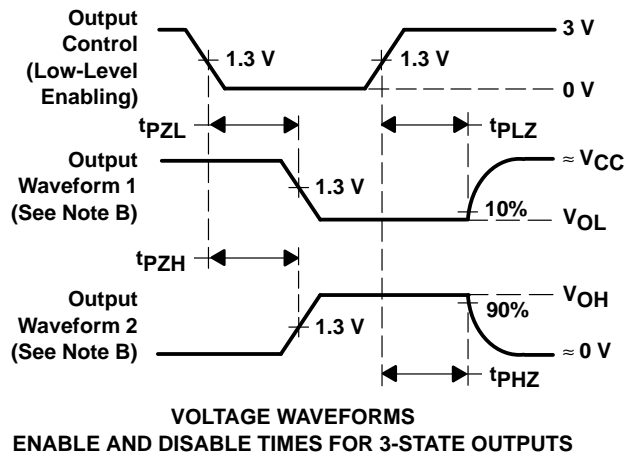 Output
Control
(Low-Level
Enabling)
1.3 V
1.3 V
3 V
0 V
tPZL
tPLZ
Output
Waveform 1
(See Note B)
1.3 V
≈ VCC
10%
VOL
tPZH
Output
Waveform 2
(See Note B)
1.3 V
VOH
90%
≈ 0 V
tPHZ
VOLTAGE WAVEFORMS
ENABLE AND DISABLE TIMES FOR 3-STATE OUTPUTS